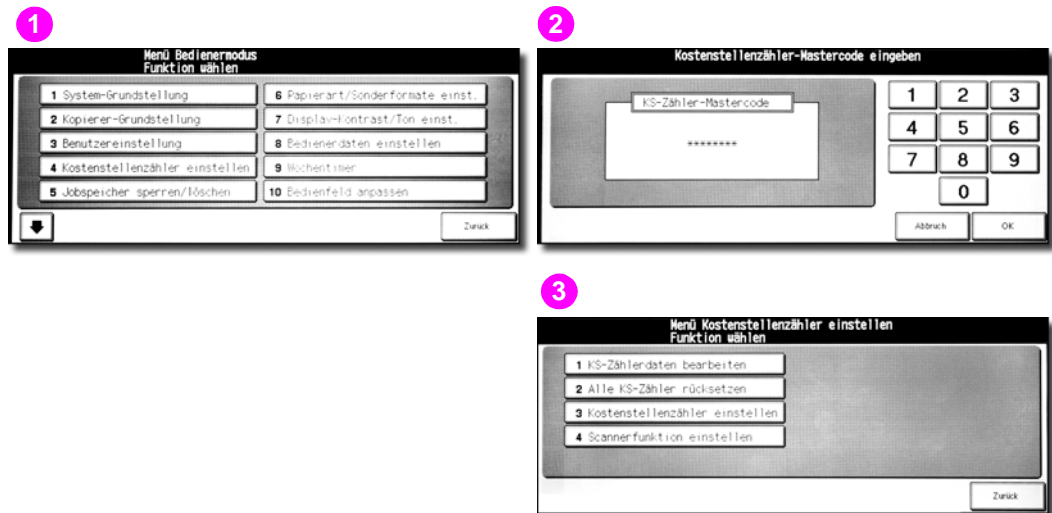 1
Menü Bedienermodus
Funktion wählen
1 System-Grundstellung
2 Kopierer-Grundstellung
3 Benutzereinstellung
4 Kostenstellenzähler einstellen
5 Jobspeicher sperren/löschen
6 Papierart/Sonderformate einst.
7 Display-Kontrast/Ton einst.
8 Bedienerdaten einstellen
9 Wochentimer
10 Bedienfeld anpassen
Zurück
2
Kostenstellenzähler-Mastercode eingeben
KS-Zähler-Mastercode
********
1 2 3
4 5 6
7 8 9
0
Abbruch OK
3
Menü Kostenstellenzähler einstellen
Funktion wählen
1 KS-Zählerdaten bearbeiten
2 Alle KS-Zähler rücksetzen
3 Kostenstellenzähler einstellen
4 Scannerfunktion einstellen
Zurück